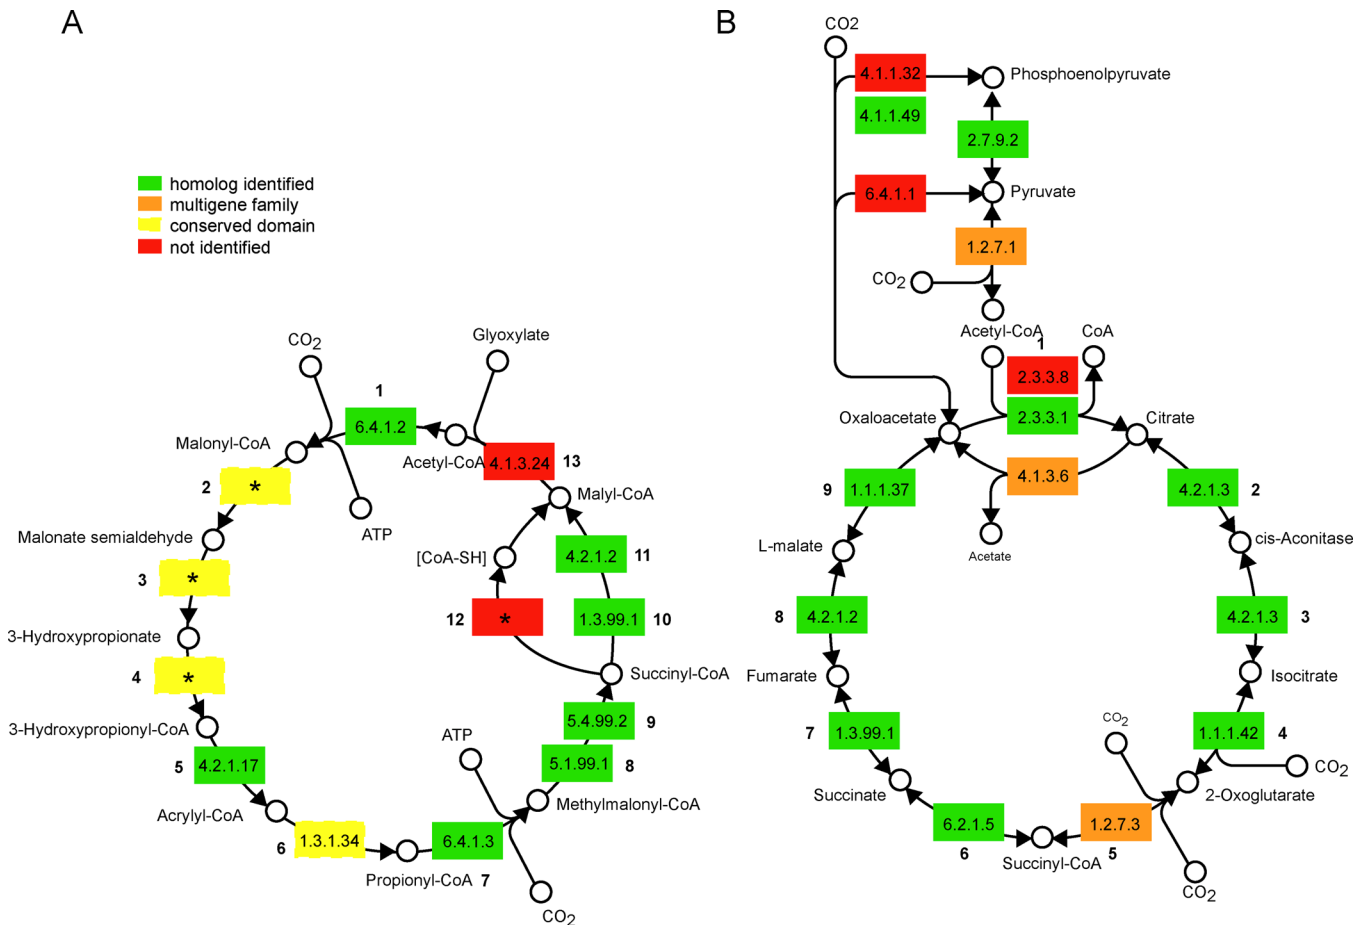 A
homolog identified
multigene family
conserved domain
not identified
CO2
Glyoxylate
1
6.4.1.2
Malonyl-CoA
Acetyl-CoA
4.1.3.24
13
2
*
ATP
Malyl-CoA
Malonate semialdehyde
[CoA-SH]
4.2.1.2
11
3
*
12
*
1.3.99.1
10
3-Hydroxypropionate
4
*
Succinyl-CoA
3-Hydroxypropionyl-CoA
5.4.99.2
9
ATP
5
4.2.1.17
5.1.99.1
8
Acrylyl-CoA
Methylmalonyl-CoA
6
1.3.1.34
6.4.1.3
Propionyl-CoA
7
CO2
B
CO2
4.1.1.32
Phosphoenolpyruvate
4.1.1.49
2.7.9.2
6.4.1.1
Pyruvate
1.2.7.1
CO2
Acetyl-CoA
CoA
1
2.3.3.8
Oxaloacetate
2.3.3.1
Citrate
4.1.3.6
9
1.1.1.37
4.2.1.3
2
L-malate
Acetate
cis-Aconitase
8
4.2.1.2
4.2.1.3
3
Fumarate
Isocitrate
7
1.3.99.1
CO2
1.1.1.42
4
CO2
Succinate
2-Oxoglutarate
6.2.1.5
6
1.2.7.3
5
Succinyl-CoA
CO2